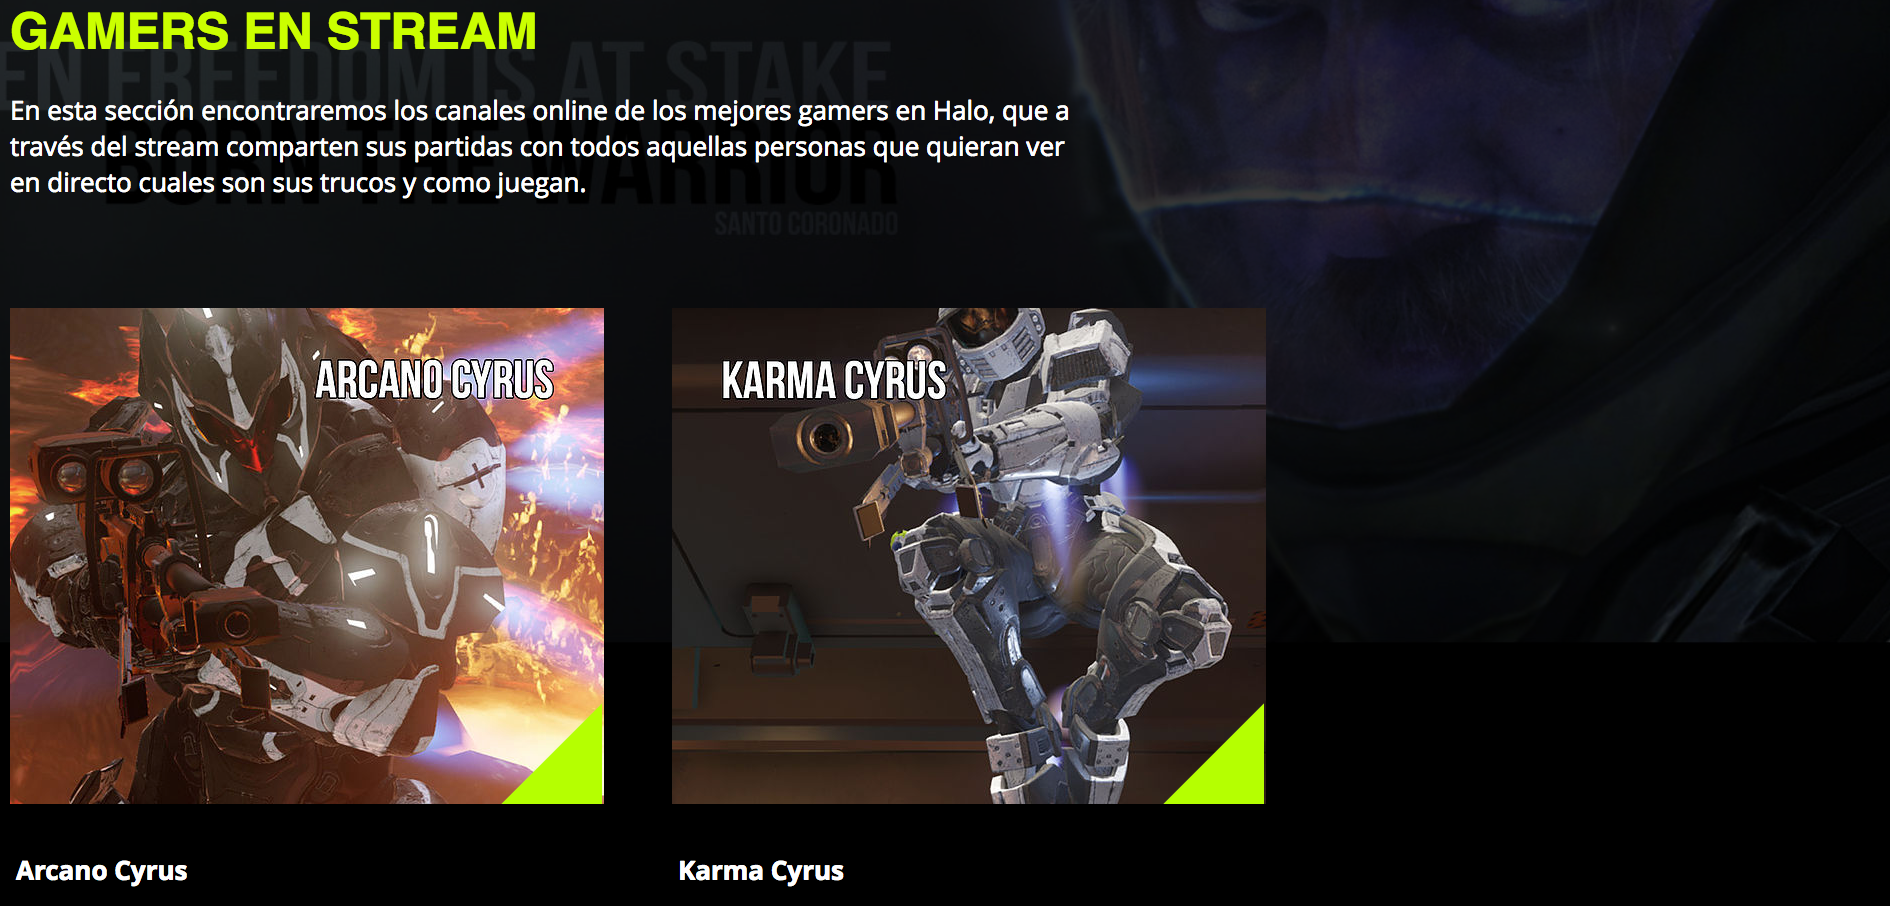 GAMERS EN STREAM
EN FREEDOM IS AT STAKE
En esta sección encontraremos los canales online de los mejores gamers en Halo, que a
través del stream comparten sus partidas con todos aquellas personas que quieran ver
en directo cuales son sus trucos y como juegan.
BORN THE WARRIOR
SANTO CORONADO
ARCANO CYRUS
KARMA CYRUS
Arcano Cyrus
Karma Cyrus